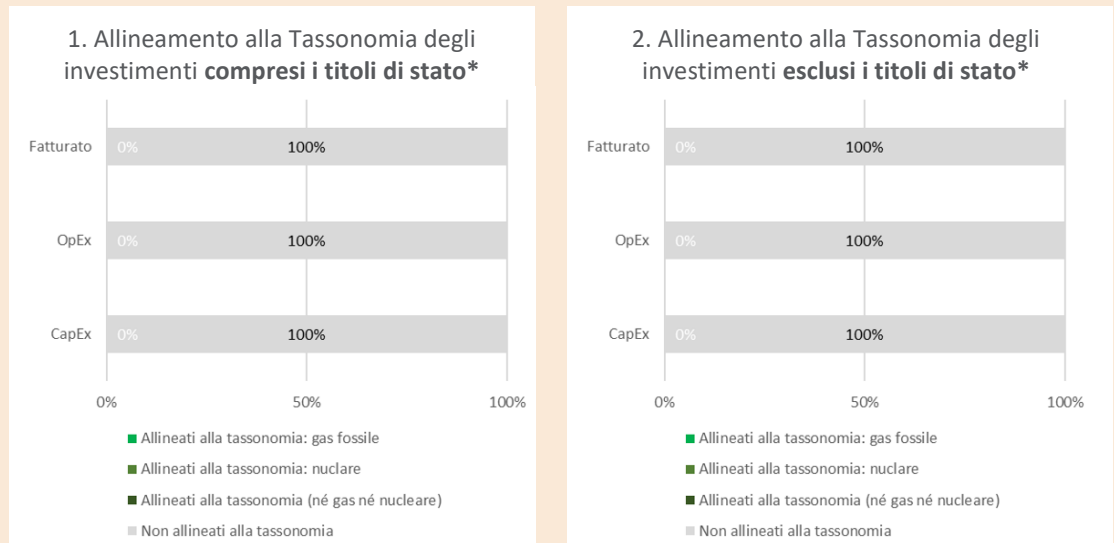 1. Allineamento alla Tassonomia degli
investimenti compresi i titoli di stato*
Fatturato
0%
100%
OpEx
0%
100%
CapEx
0%
100%
0%
50%
100%
Allineati alla tassonomia: gas fossile
Allineati alla tassonomia: nuclare
Allineati alla tassonomia (né gas né nucleare)
Non allineati alla tassonomia
2. Allineamento alla Tassonomia degli
investimenti esclusi i titoli di stato*
Fatturato
0%
100%
OpEx
0%
100%
CapEx
0%
100%
0%
50%
100%
Allineati alla tassonomia: gas fossile
Allineati alla tassonomia: nuclare
Allineati alla tassonomia (né gas né nucleare)
Non allineati alla tassonomia